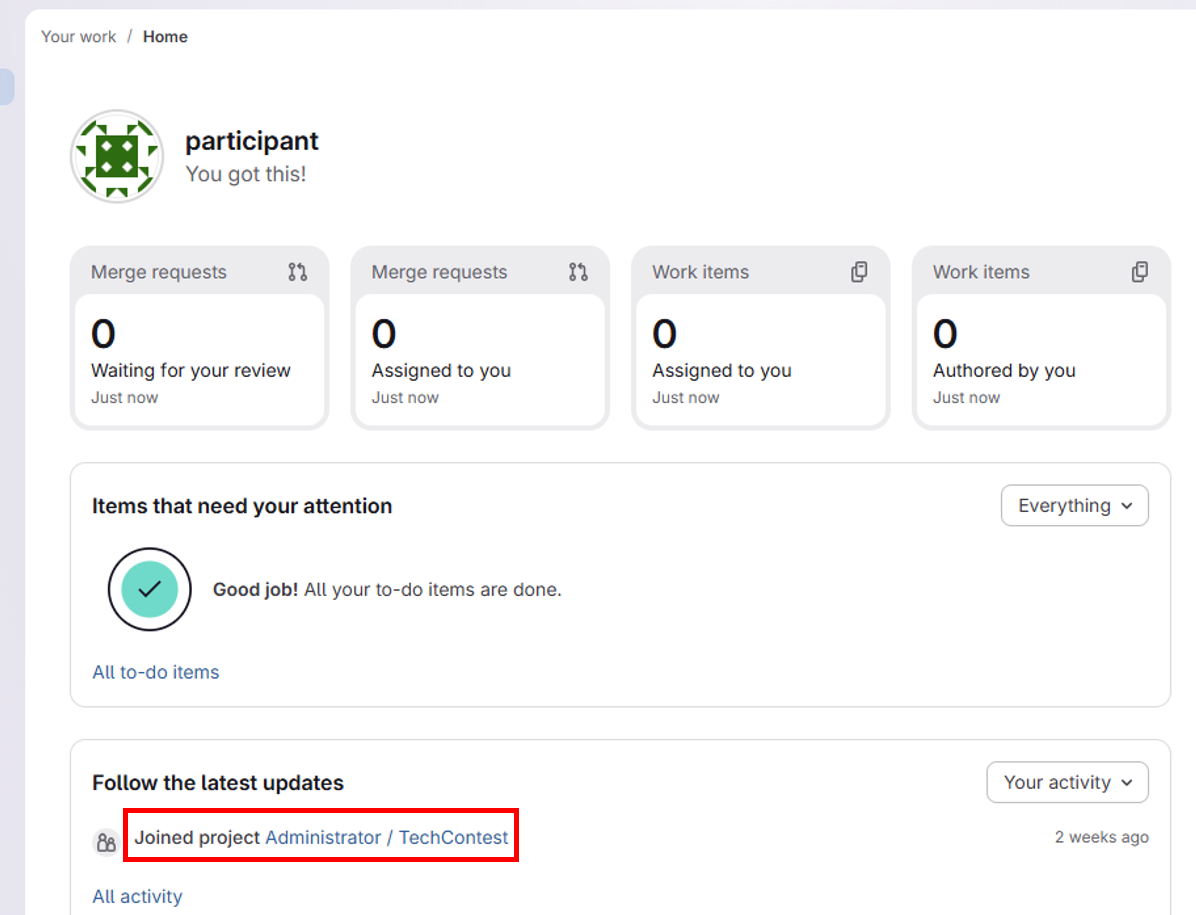 Your work / Home
participant
You got this!
Merge requests
0
Waiting for your review
Just now
Merge requests
0
Assigned to you
Just now
Work items
0
Assigned to you
Just now
Work items
0
Authored by you
Just now
Items that need your attention
Everything
Good job! All your to-do items are done.
All to-do items
Follow the latest updates
Your activity
Joined project Administrator / TechContest
2 weeks ago
All activity